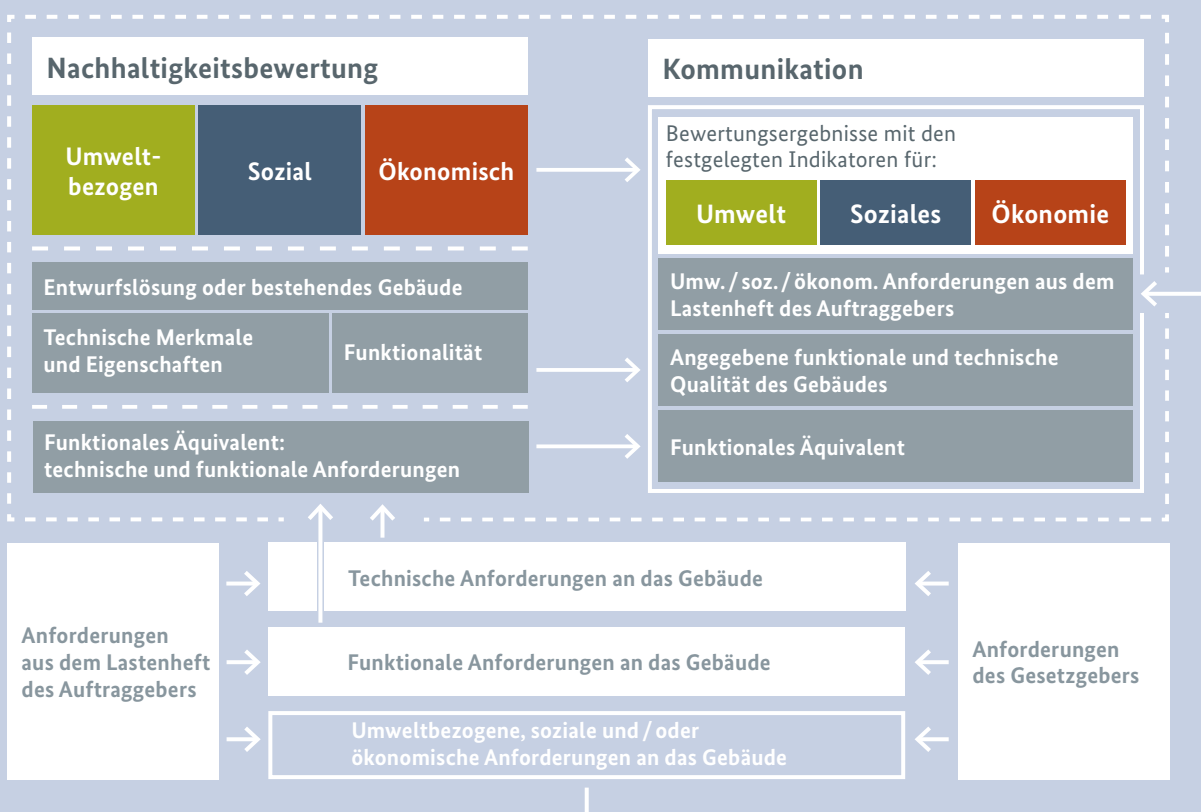 Nachhaltigkeitsbewertung
Umwelt-
bezogen
Sozial
Ökonomisch
Entwurfslösung oder bestehendes Gebäude
Technische Merkmale
und Eigenschaften
Funktionalität
Funktionales Äquivalent:
technische und funktionale Anforderungen
Kommunikation
Bewertungsergebnisse mit den
festgelegten Indikatoren für:
Umwelt
Soziales
Ökonomie
Umw. / soz. / ökonom. Anforderungen aus dem
Lastenheft des Auftraggebers
Angegebene funktionale und technische
Qualität des Gebäudes
Funktionales Äquivalent
Anforderungen
aus dem Lastenheft
des Auftraggebers
Technische Anforderungen an das Gebäude
Funktionale Anforderungen an das Gebäude
Umweltbezogene, soziale und / oder
ökonomische Anforderungen an das Gebäude
Anforderungen
des Gesetzgebers